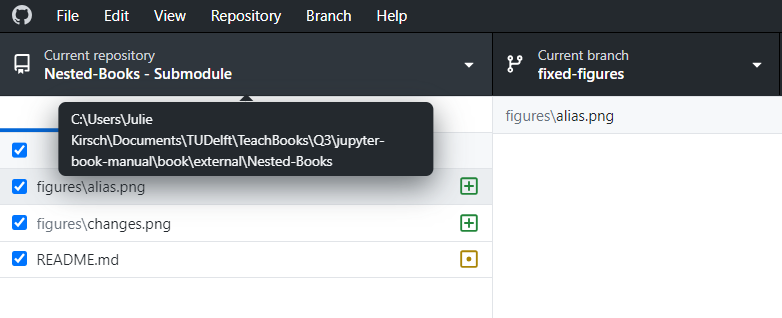 File Edit View Repository Branch Help
Current repository
Nested-Books - Submodule
Current branch
fixed-figures
C:\Users\Julie
Kirsch\Documents\TUDelft\TeachBooks\Q3\jupyter-
book-manual\book\external\Nested-Books
figures\alias.png
figures\alias.png
figures\changes.png
README.md